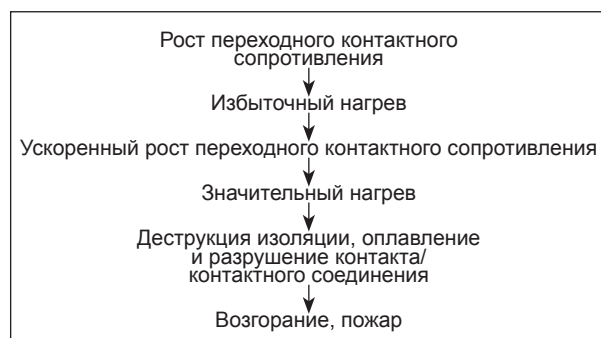 Рост переходного контактного
сопротивления
Избыточный нагрев
Ускоренный рост переходного контактного сопротивления
Значительный нагрев
Деструкция изоляции, оплавление
и разрушение контакта/
контактного соединения
Возгорание, пожар